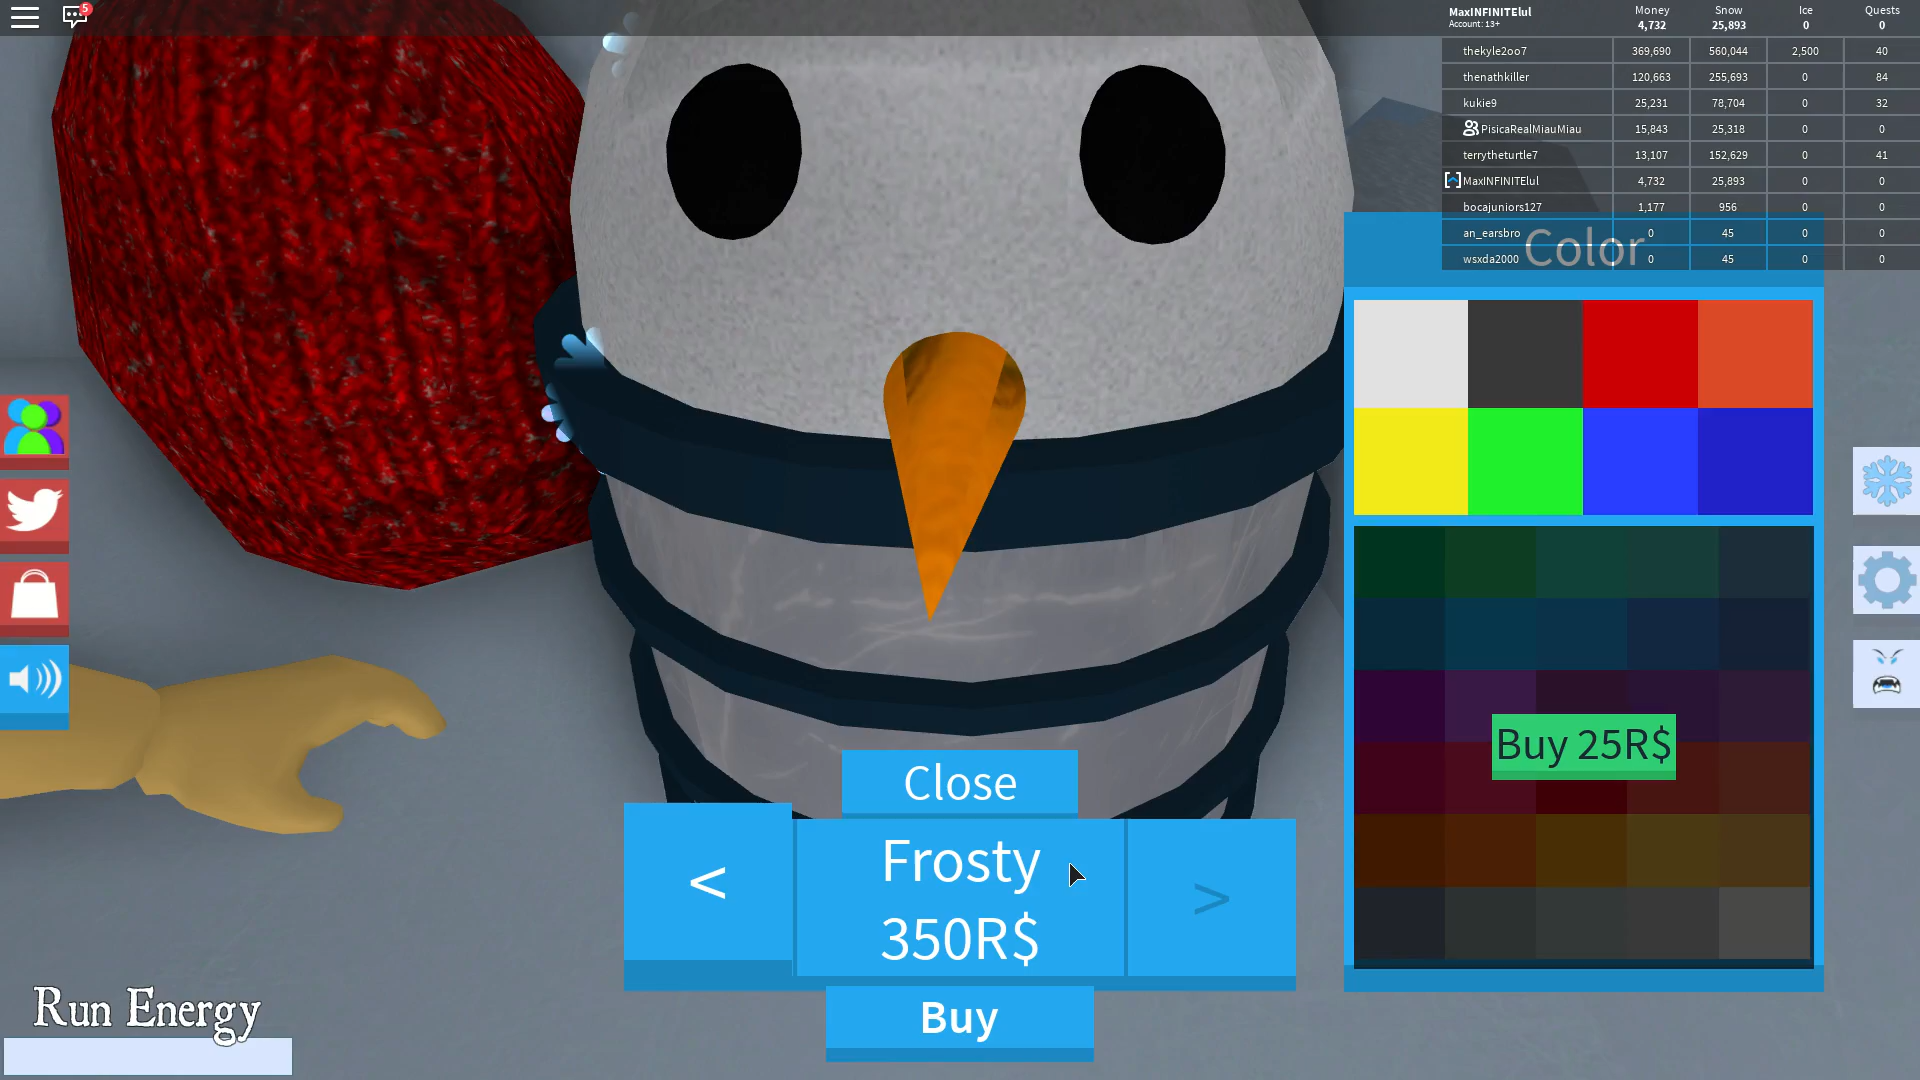 5
MaxINFINITElul
Account: 13+
Money Snow Ice Quests
4,732 25,893 0 0
thekyle2oo7 369,690 560,044 2,500 40
thenathkiller 120,663 255,693 0 84
kukie9 25,231 78,704 0 32
PisicaRealMiauMiau 15,843 25,318 0 0
terrytheturtle7 13,107 152,629 0 41
MaxINFINITElul 4,732 25,893 0 0
bocajuniors127 1,177 956 0 0
an_earsbro 0 45 0 0
wsxda2000 0 45 0 0
Color
Buy 25R$
Close
<
Frosty
350R$
>
Buy
Run Energy